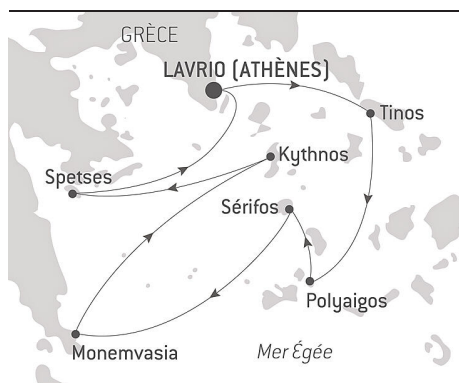 GRÈCE
LAVRIO (ATHÈNES)
Tinos
Kythnos
Spetses
Sérifos
Polyaigos
Monemvasia
Mer Égée